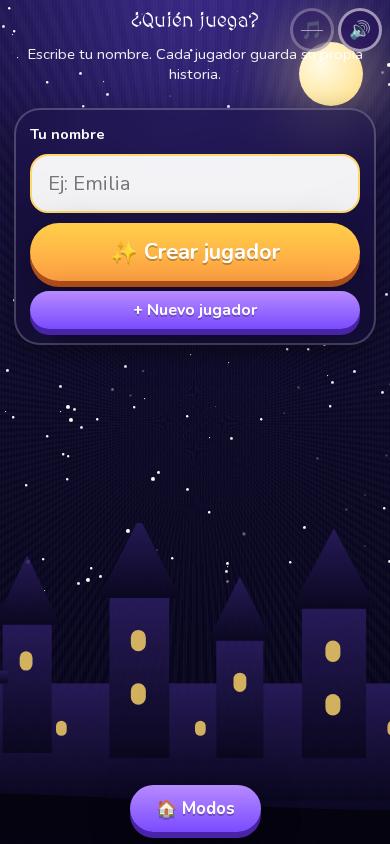 ¿Quién juega?
Escribe tu nombre. Cada jugador guarda su propia
historia.
Tu nombre
Ej: Emilia
✨ Crear jugador
+ Nuevo jugador
🏠 Modos